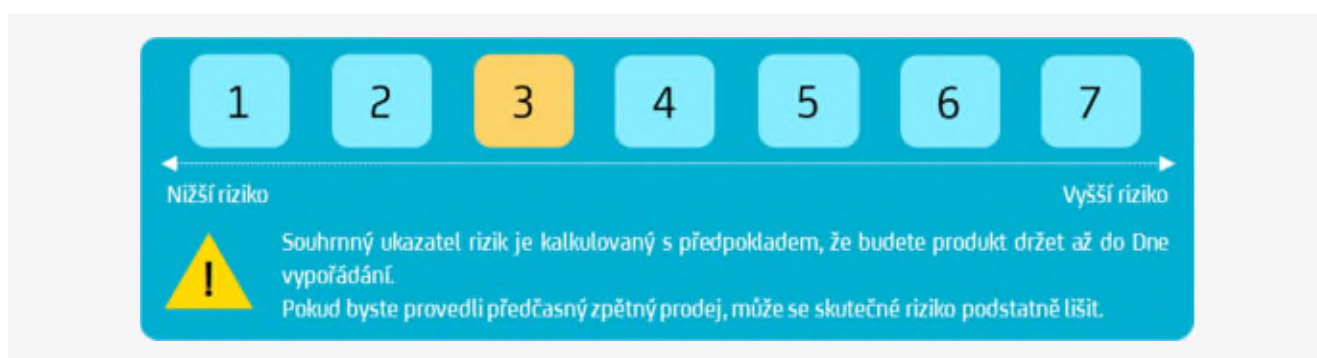 1 2 3 4 5 6 7
Nižší riziko Vyšší riziko
Souhrnný ukazatel rizik je kalkulovaný s předpokladem, že budete produkt držet až do Dne
vypořádání.
!
Pokud byste provedli předčasný zpětný prodej, může se skutečné riziko podstatně lišit.